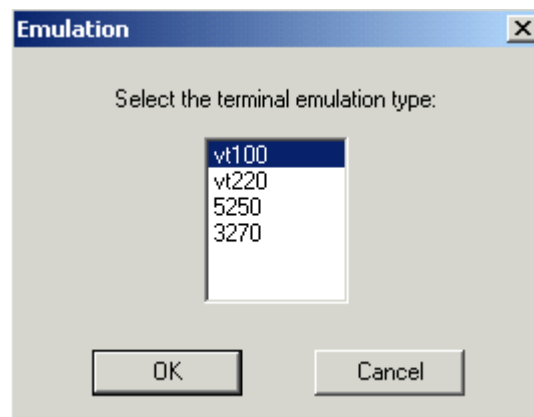 Emulation
Select the terminal emulation type:
vt100
vt220
5250
3270
OK Cancel